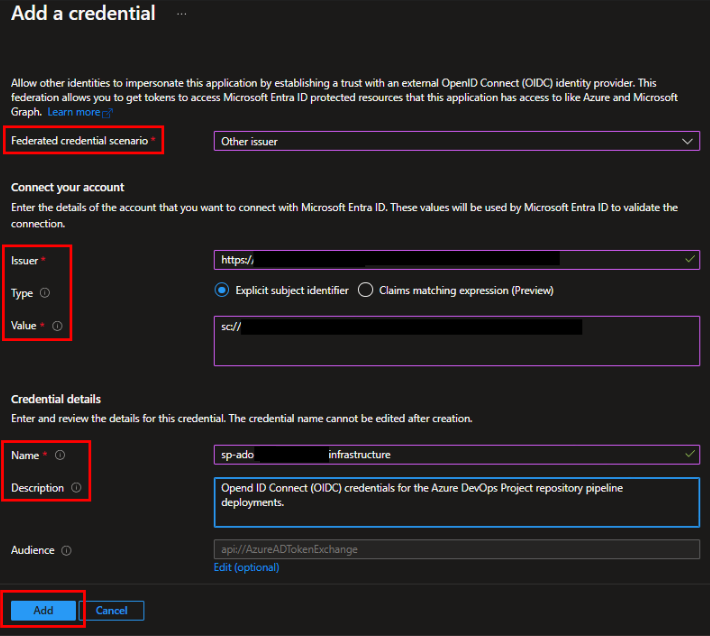 Add a credential ...
Allow other identities to impersonate this application by establishing a trust with an external OpenID Connect (OIDC) identity provider. This
federation allows you to get tokens to access Microsoft Entra ID protected resources that this application has access to like Azure and Microsoft
Graph. Learn more
Federated credential scenario *
Other issuer
Connect your account
Enter the details of the account that you want to connect with Microsoft Entra ID. These values will be used by Microsoft Entra ID to validate the
connection.
Issuer *
https://
Type
Explicit subject identifier
Claims matching expression (Preview)
Value *
sc://
Credential details
Enter and review the details for this credential. The credential name cannot be edited after creation.
Name *
sp-ado infrastructure
Description
Opend ID Connect (OIDC) credentials for the Azure DevOps Project repository pipeline
deployments.
Audience
api://AzureADTokenExchange
Edit (optional)
Add
Cancel